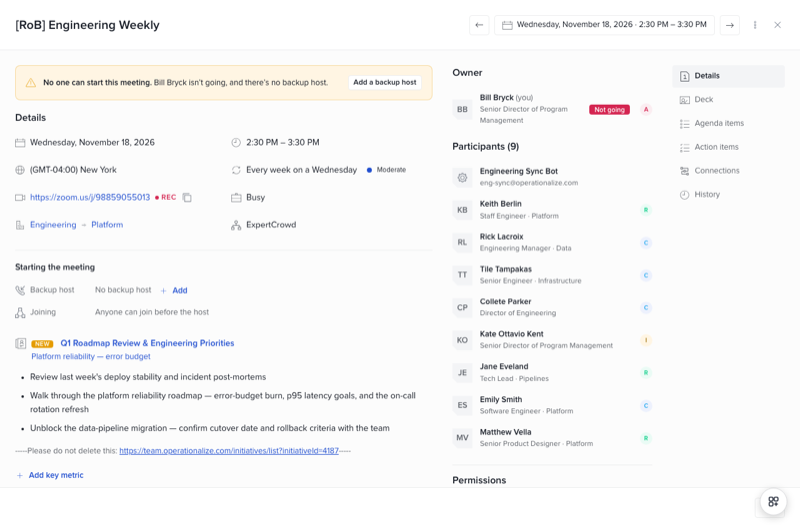 [RoB] Engineering Weekly
Wednesday, November 18, 2026 · 2:30 PM – 3:30 PM
No one can start this meeting. Bill Bryck isn't going, and there's no backup host.
Add a backup host
Details
Wednesday, November 18, 2026
2:30 PM – 3:30 PM
(GMT-04:00) New York
Every week on a Wednesday
Moderate
https://zoom.us/j/98859055013
REC
Busy
Engineering – Platform
ExpertCrowd
Starting the meeting
Backup host
No backup host
+ Add
Joining
Anyone can join before the host
NEW
Q1 Roadmap Review & Engineering Priorities
Platform reliability — error budget
• Review last week's deploy stability and incident post-mortems
• Walk through the platform reliability roadmap — error-budget burn, p95 latency goals, and the on-call
rotation refresh
• Unblock the data-pipeline migration — confirm cutover date and rollback criteria with the team
-----Please do not delete this: https://team.operationalize.com/initiatives/list?initiativeId=4187-----
+ Add key metric
Owner
BB
Bill Bryck (you)
Senior Director of Program
Management
Not going
A
Participants (9)
Engineering Sync Bot
eng-sync@operationalize.com
KB
Keith Berlin
Staff Engineer · Platform
R
RL
Rick Lacroix
Engineering Manager · Data
C
TT
Tile Tampakas
Senior Engineer · Infrastructure
C
CP
Collete Parker
Director of Engineering
C
KO
Kate Ottavio Kent
Senior Director of Program Management
I
JE
Jane Eveland
Tech Lead · Pipelines
R
ES
Emily Smith
Software Engineer · Platform
C
MV
Matthew Vella
Senior Product Designer · Platform
R
Permissions
Details
Deck
Agenda items
Action items
Connections
History